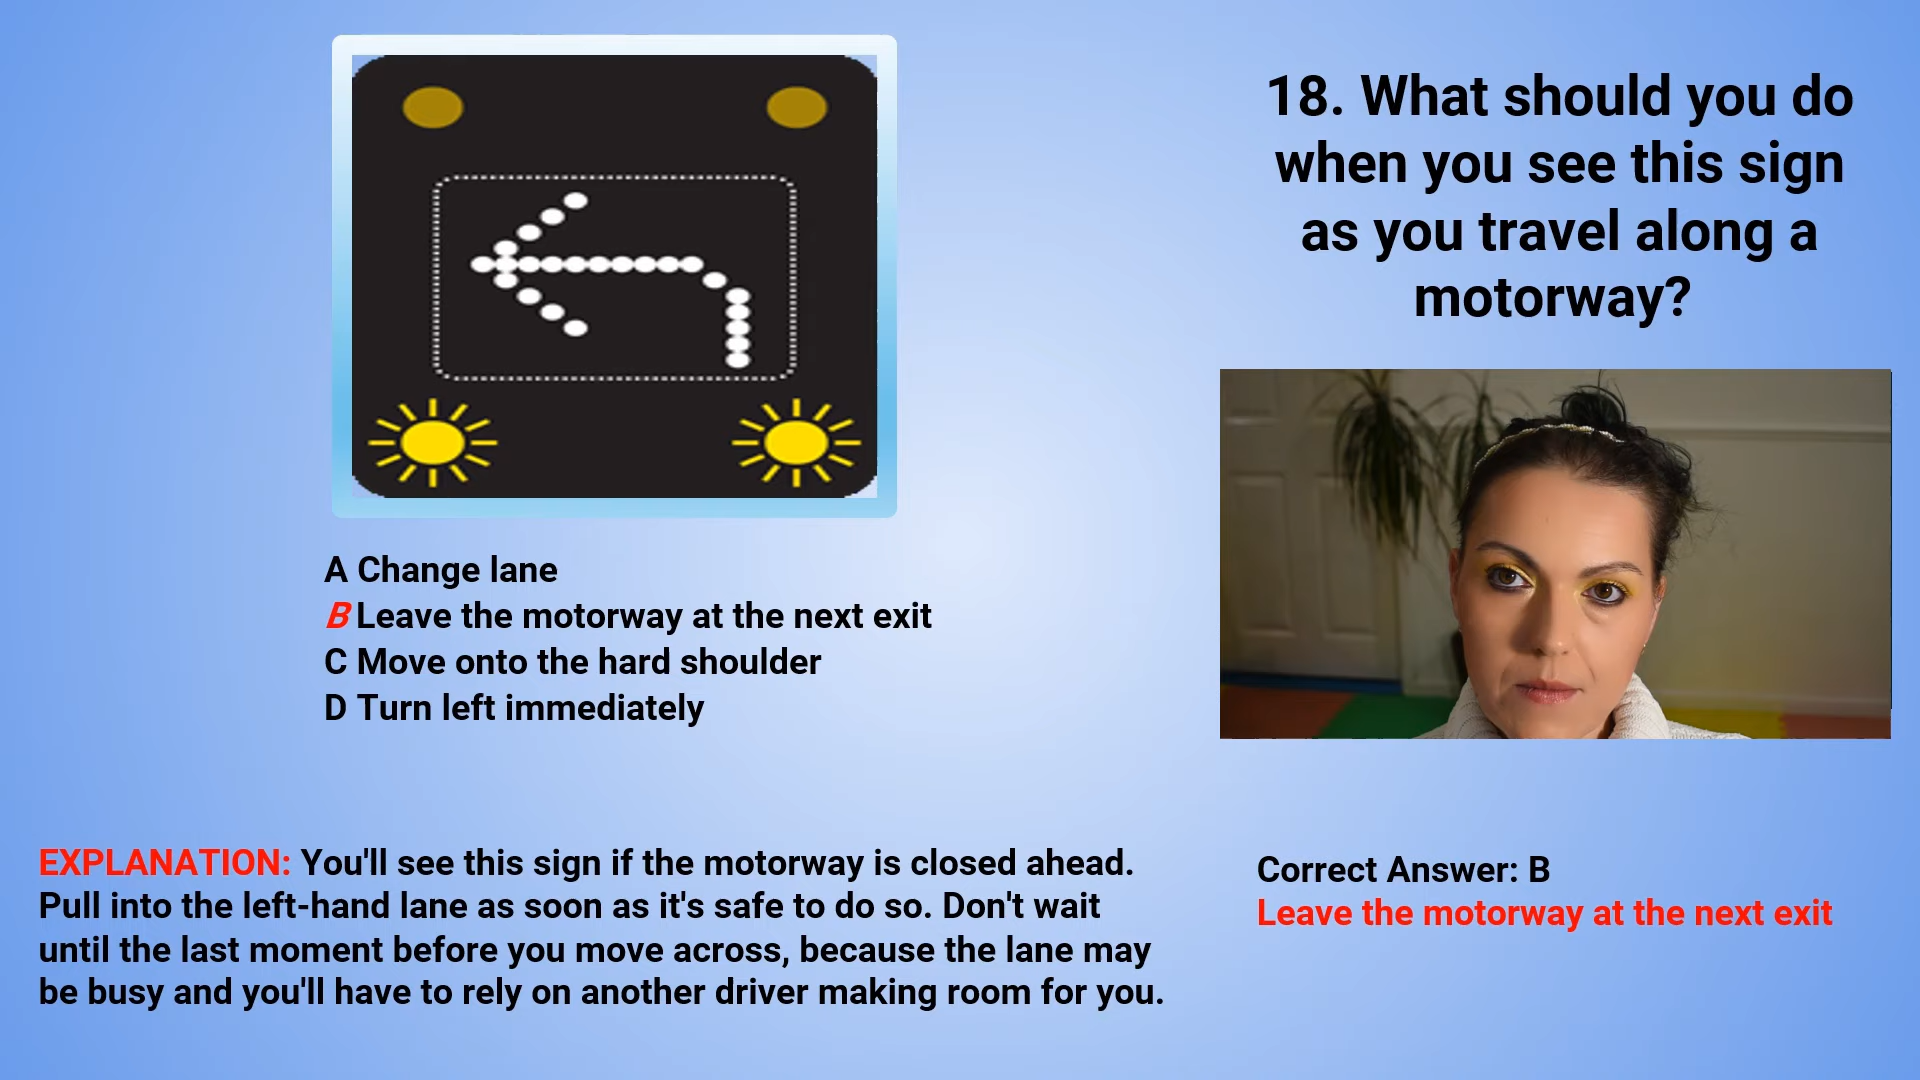 18. What should you do
when you see this sign
as you travel along a
motorway?
A Change lane
B Leave the motorway at the next exit
C Move onto the hard shoulder
D Turn left immediately
EXPLANATION: You'll see this sign if the motorway is closed ahead.
Pull into the left-hand lane as soon as it's safe to do so. Don't wait
until the last moment before you move across, because the lane may
be busy and you'll have to rely on another driver making room for you.
Correct Answer: B
Leave the motorway at the next exit